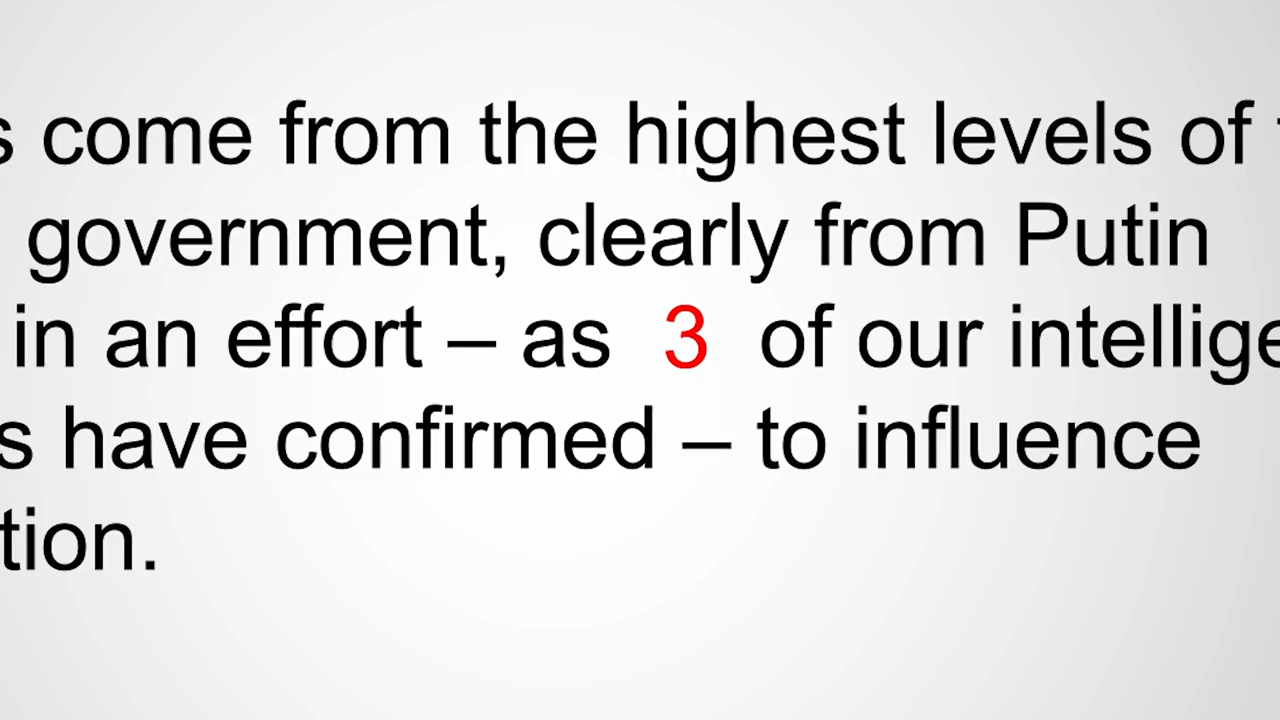 s come from the highest levels of
government, clearly from Putin
in an effort – as 3 of our intellige
s have confirmed – to influence
tion.